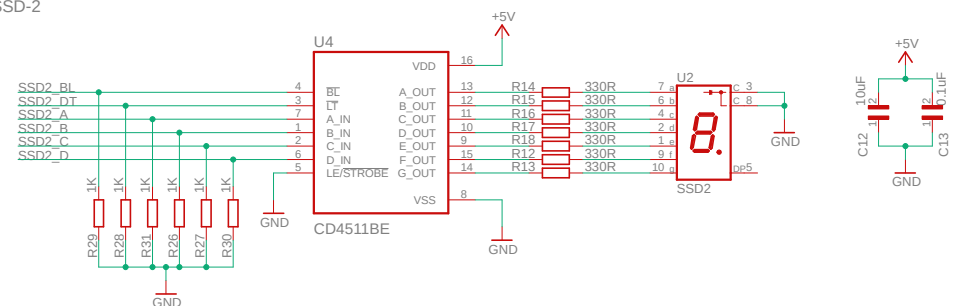 SSD-2
+5V
+5V
U4
VDD 16
SSD2_BL 4 BL A_OUT 13 R14 330R 7 a U2 C 3
SSD2_DT 3 LT B_OUT 12 R15 330R 6 b C 8
SSD2_A 7 A_IN C_OUT 11 R16 330R 4 c
SSD2_B 1 B_IN D_OUT 10 R17 330R 2 d
SSD2_C 2 C_IN E_OUT 9 R18 330R 1 e
SSD2_D 6 D_IN F_OUT 15 R12 330R 9 f
5 LE/STROBE G_OUT 14 R13 330R 10 g DP 5
SSD2
GND
10uF 2 1 C12
0.1uF 2 1 C13
GND
VSS 8
GND
CD4511BE
GND
1K 1K 1K 1K 1K 1K
R29 R28 R31 R26 R27 R30
GND